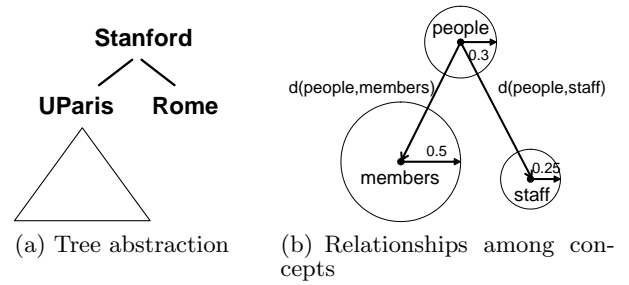 Stanford
UParis Rome
(a) Tree abstraction
people
0.3
d(people,members)
d(people,staff)
0.5
members
0.25
staff
(b) Relationships among con-
cepts